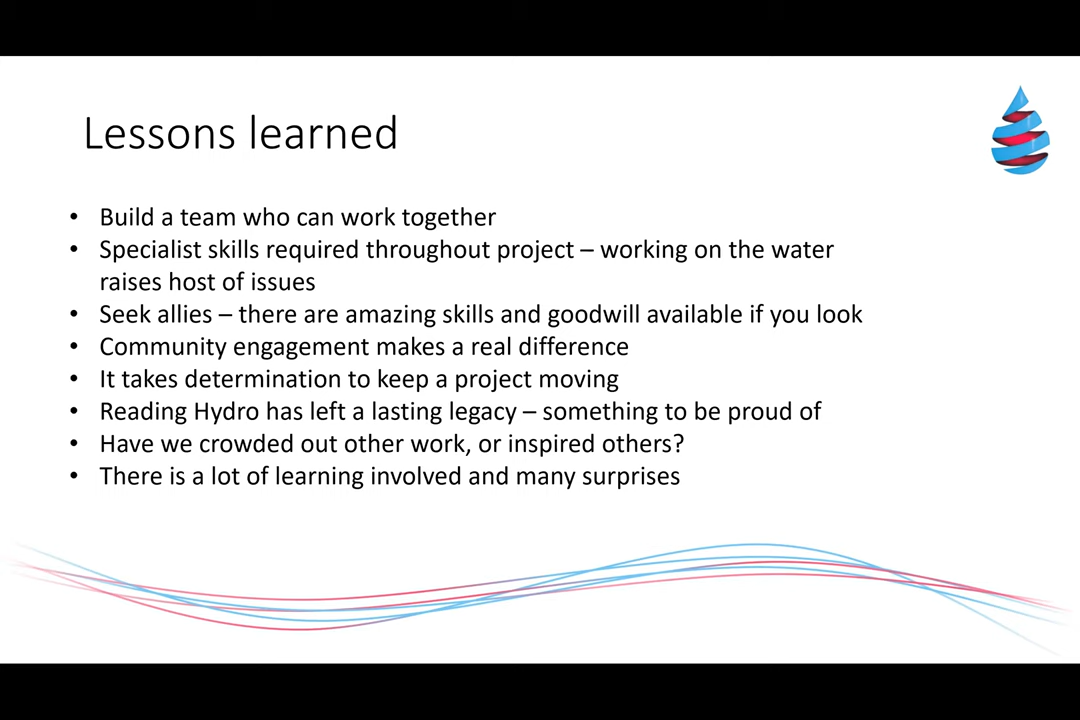 Lessons learned
• Build a team who can work together
• Specialist skills required throughout project – working on the water
raises host of issues
• Seek allies – there are amazing skills and goodwill available if you look
• Community engagement makes a real difference
• It takes determination to keep a project moving
• Reading Hydro has left a lasting legacy – something to be proud of
• Have we crowded out other work, or inspired others?
• There is a lot of learning involved and many surprises